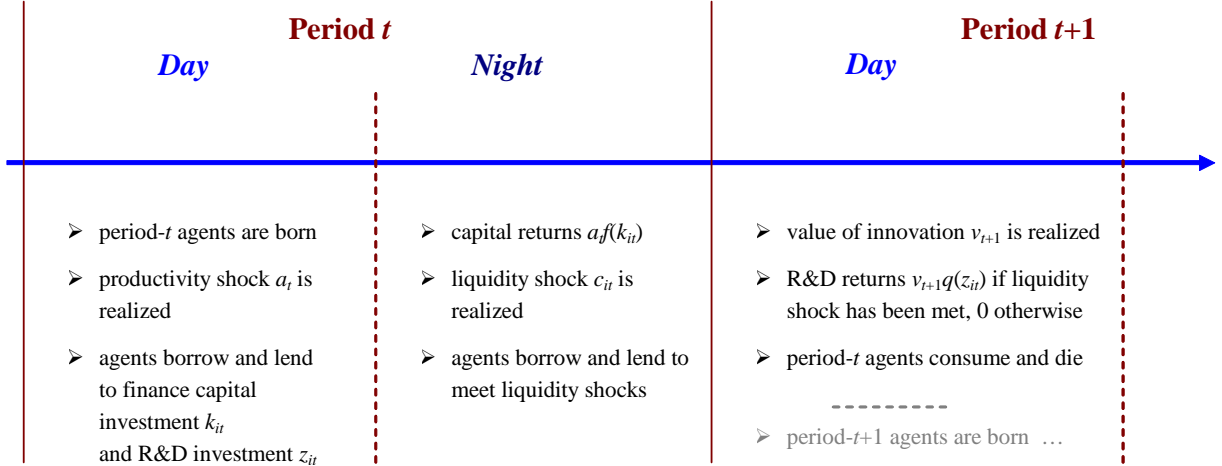 Period t
Period t+1
Day
Night
Day
➢ period-t agents are born
➢ productivity shock aₜ is
realized
➢ agents borrow and lend
to finance capital
investment kᵢₜ
and R&D investment zᵢₜ
➢ capital returns aₜf(kᵢₜ)
➢ liquidity shock cᵢₜ is
realized
➢ agents borrow and lend to
meet liquidity shocks
➢ value of innovation vₜ₊₁ is realized
➢ R&D returns vₜ₊₁q(zᵢₜ) if liquidity
shock has been met, 0 otherwise
➢ period-t agents consume and die
➢ period-t+1 agents are born …